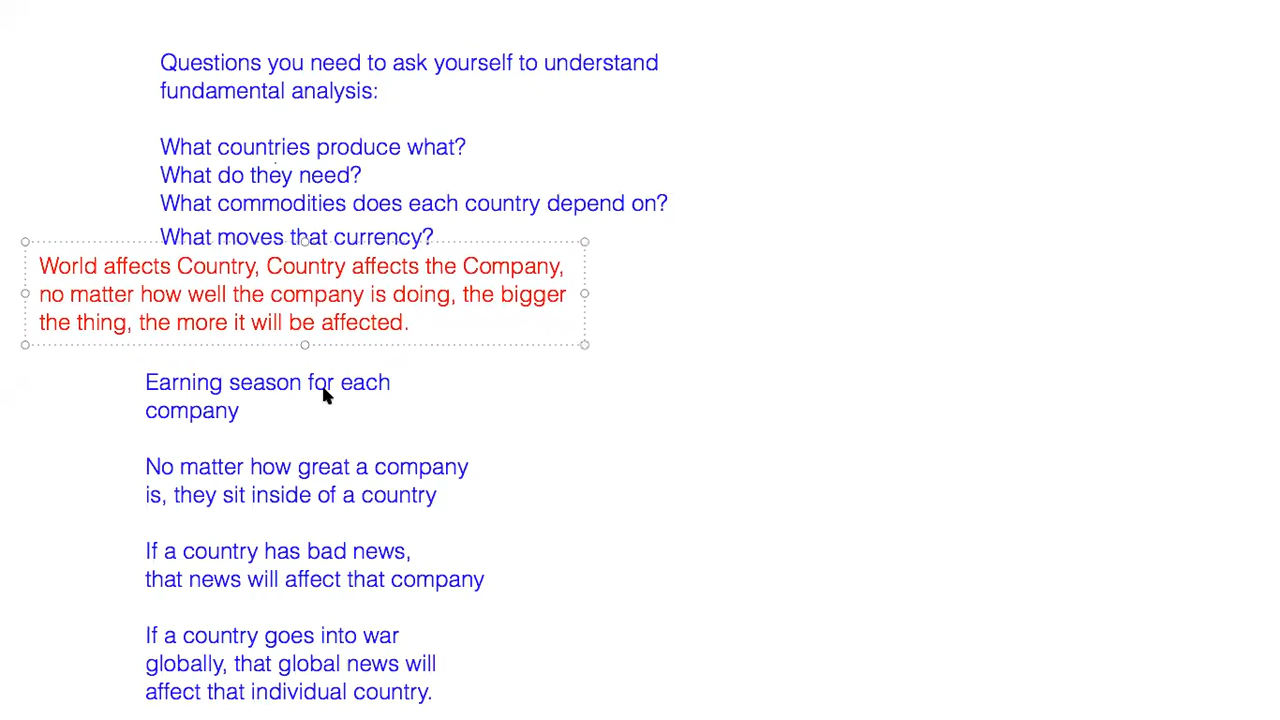 Questions you need to ask yourself to understand
fundamental analysis:
What countries produce what?
What do they need?
What commodities does each country depend on?
What moves that currency?
World affects Country, Country affects the Company,
no matter how well the company is doing, the bigger
the thing, the more it will be affected.
Earning season for each
company
No matter how great a company
is, they sit inside of a country
If a country has bad news,
that news will affect that company
If a country goes into war
globally, that global news will
affect that individual country.